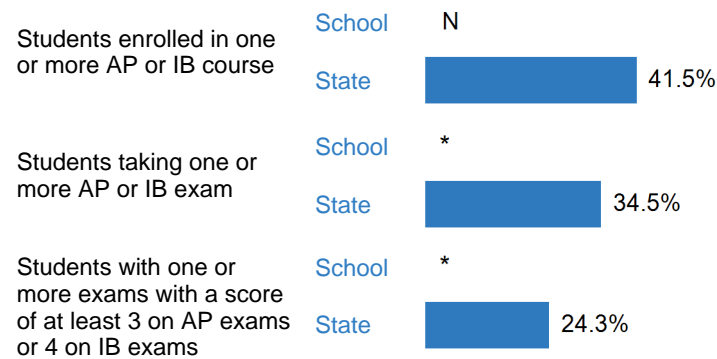 Students enrolled in one
or more AP or IB course
School N
State 41.5%
Students taking one or
more AP or IB exam
School *
State 34.5%
Students with one or
more exams with a score
of at least 3 on AP exams
or 4 on IB exams
School *
State 24.3%